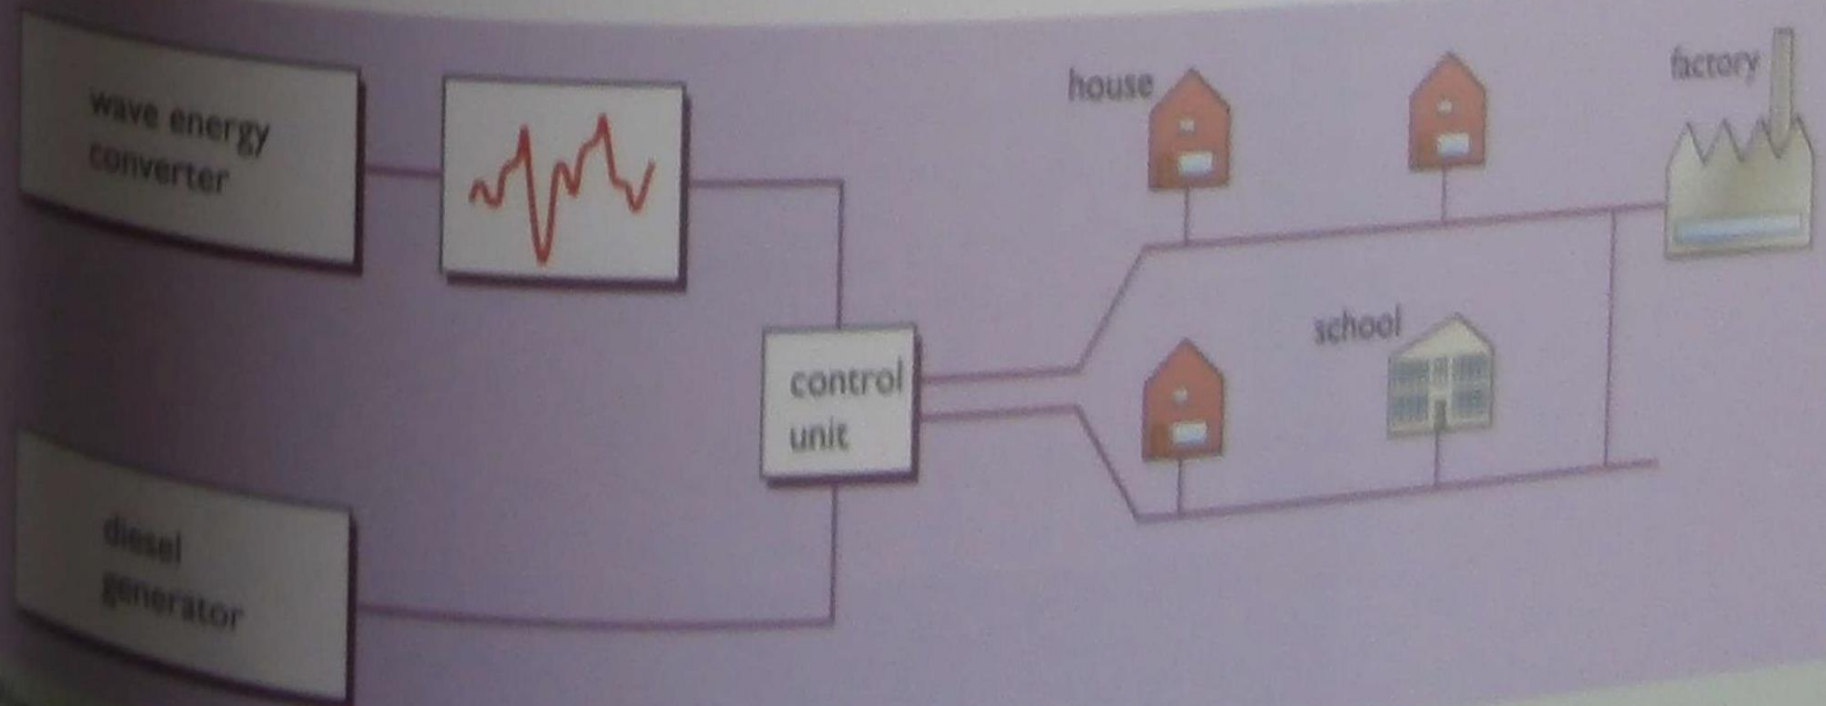 wave energy
converter
house
factory
school
control
unit
diesel
generator